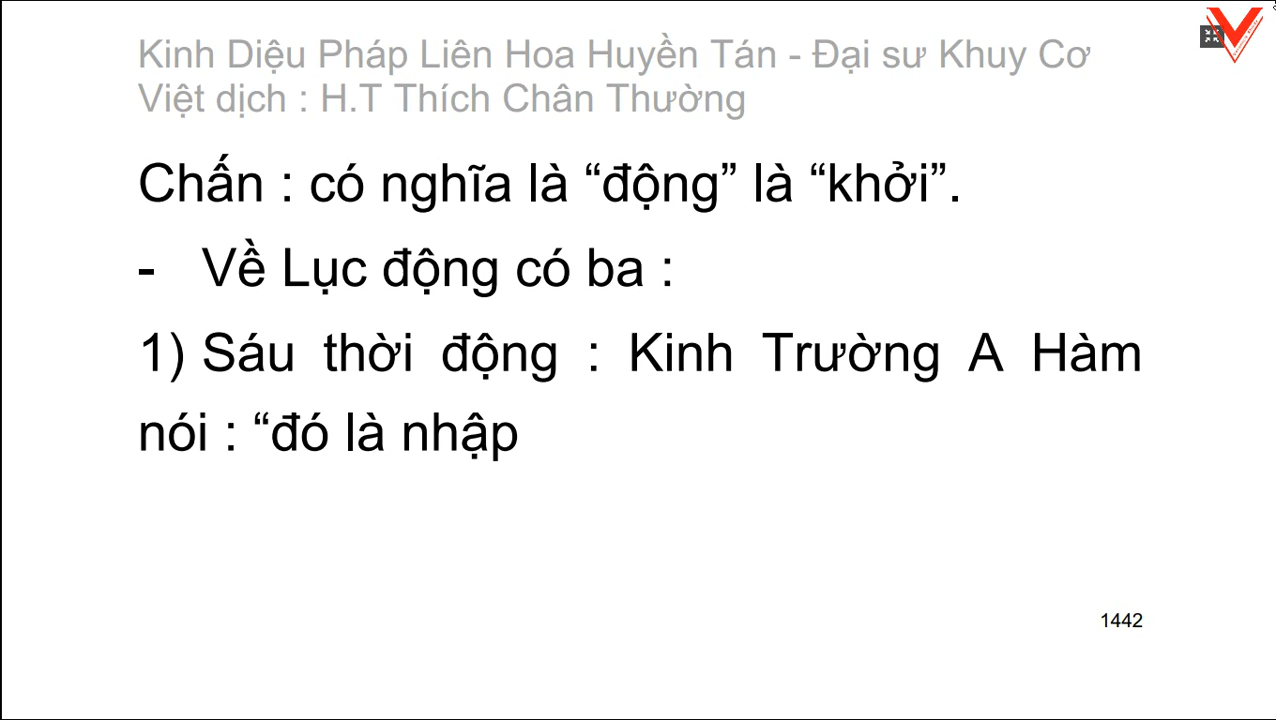 Kinh Diệu Pháp Liên Hoa Huyền Tán - Đại sư Khuy Cơ
Việt dịch : H.T Thích Chân Thường
Chấn : có nghĩa là “động” là “khởi”.
- Về Lục động có ba :
1) Sáu thời động : Kinh Trường A Hàm
nói : “đó là nhập
1442